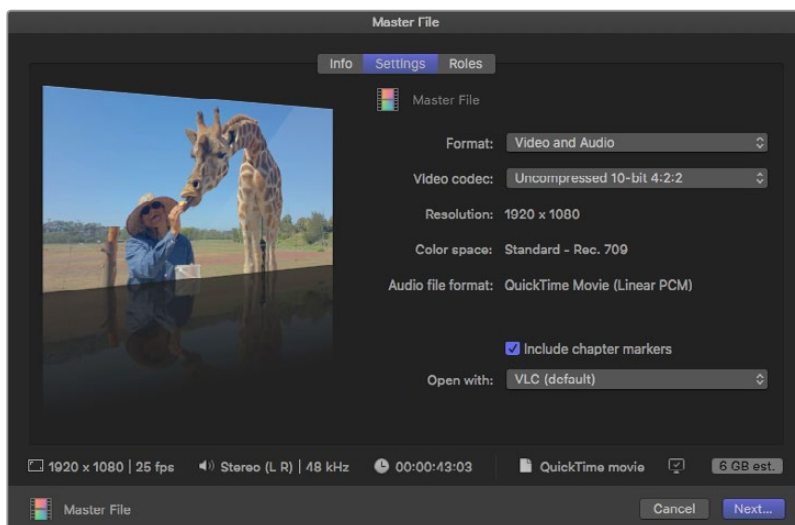 Master File
Info Settings Roles
Master File
Format: Video and Audio
Video codec: Uncompressed 10-bit 4:2:2
Resolution: 1920 x 1080
Color space: Standard - Rec. 709
Audio file format: QuickTime Movie (Linear PCM)
Include chapter markers
Open with: VLC (default)
1920 x 1080 | 25 fps Stereo (L R) | 48 kHz 00:00:43:03 QuickTime movie 6 GB est.
Master File Cancel Next...